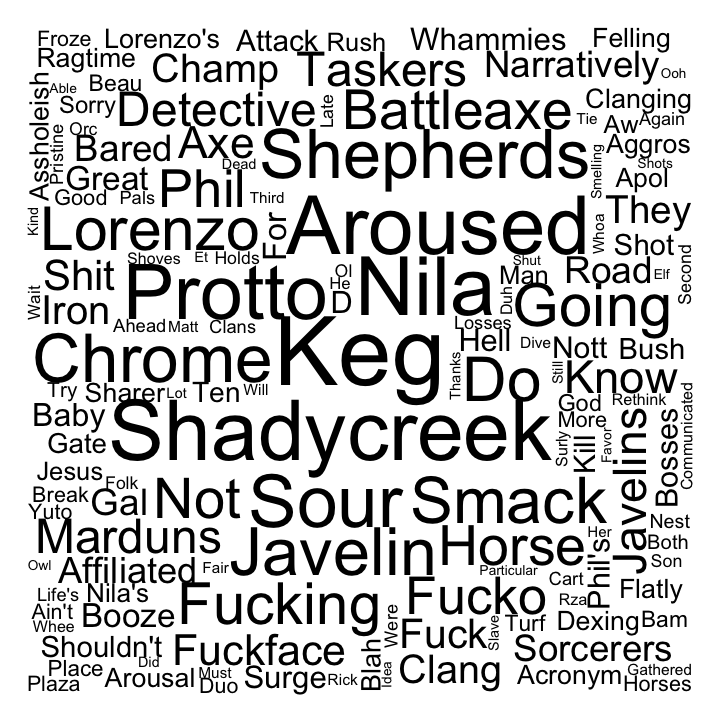 Froze Lorenzo's Attack Rush Whammies Felling
Ragtime Champ Taskers Narratively Ooh
Able Beau
Assholeish Sorry Detective Late Battleaxe Clanging
Pristine Orc Bared Axe Tie Aw Again
Dead Shepherds Smelling Aggros
Great Phil Shots Apol
Good Pals Third
Kind Lorenzo For Aroused Whoa They
Shot
Shoves Et Holds Shut
Wait Shit Protto Ol Nila Man Road Elf Second
He
Iron D Duh Going
Ahead Matt Clans Losses
Chrome Keg Hell Dive Nott Bush
Thanks Do Still Know
Try Sharer Lot Ten Will
Baby Shadycreek God Rethink
More
Gate Surly Kill Favor Javelins Bosses Communicated
Jesus Folk
Break Gal Not Sour Smack
Yuto Nest
Marduns Javelin Horse Her Both
Owl Affiliated Fair Particular Phil's Son
Life's Nila's Cart
Ain't Booze Fucking Fucko Rza Flatly
Whee Were Fuck Slave Turf Dexing Bam
Shouldn't Fuckface Blah Sorcerers
Place Did Clang
Plaza Arousal Must Surge Rick Idea Acronym Gathered
Duo Horses